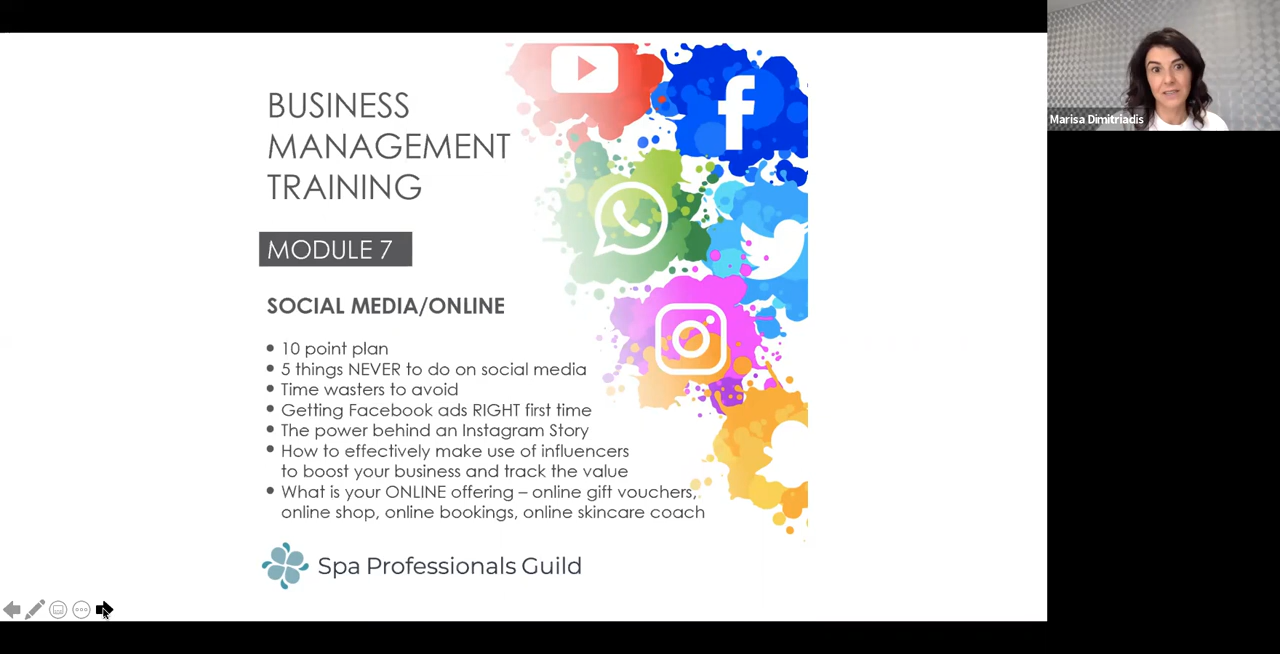 BUSINESS
MANAGEMENT
TRAINING
MODULE 7
SOCIAL MEDIA/ONLINE
• 10 point plan
• 5 things NEVER to do on social media
• Time wasters to avoid
• Getting Facebook ads RIGHT first time
• The power behind an Instagram Story
• How to effectively make use of influencers
to boost your business and track the value
• What is your ONLINE offering – online gift vouchers,
online shop, online bookings, online skincare coach
Spa Professionals Guild
Marisa Dimitriadis